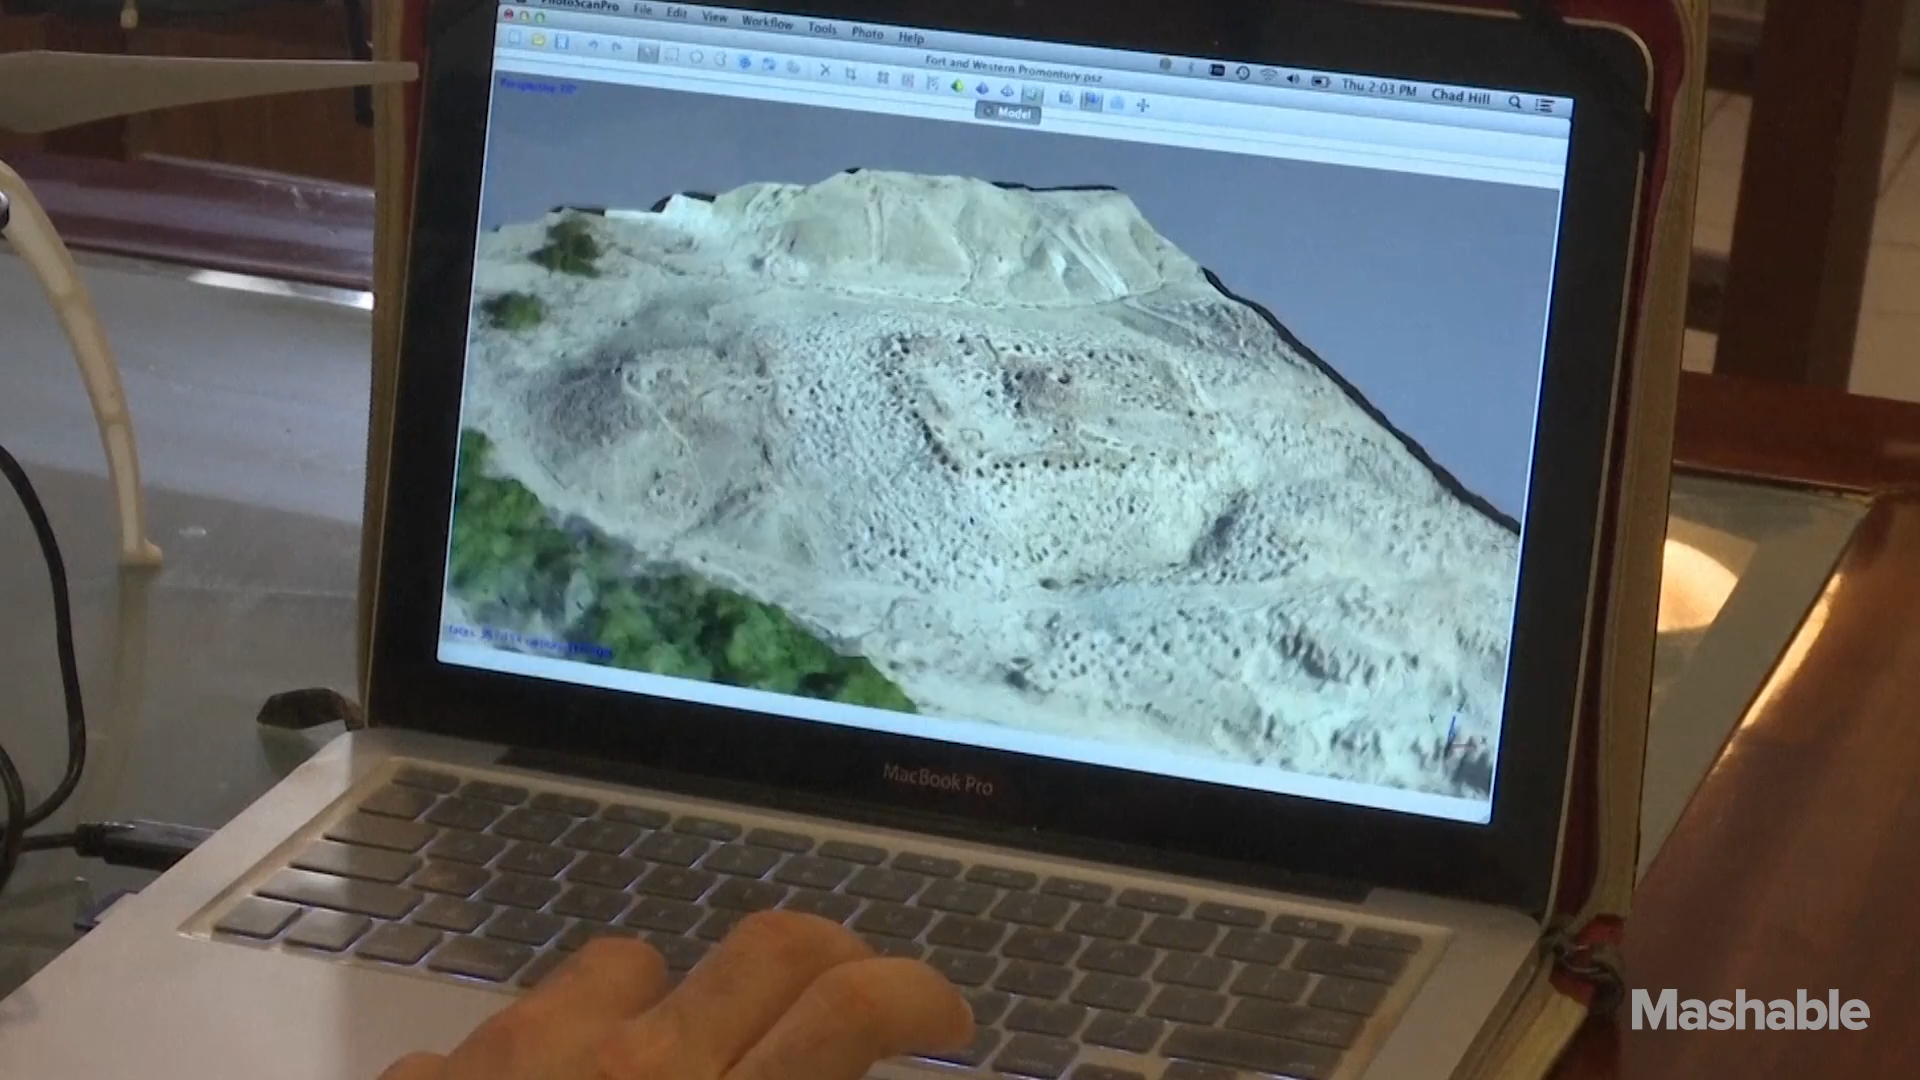 PhotoScanPro File Edit View Workflow Tools Photo Help
Thu 2:03 PM Chad Hill
Fort and Western Promontory.psz
Model
MacBook Pro
Mashable